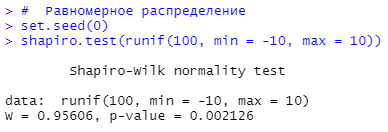 > #  Равномерное распределение
> set.seed(0)
> shapiro.test(runif(100, min = -10, max = 10))
        Shapiro-Wilk normality test
data:  runif(100, min = -10, max = 10)
W = 0.95606, p-value = 0.002126